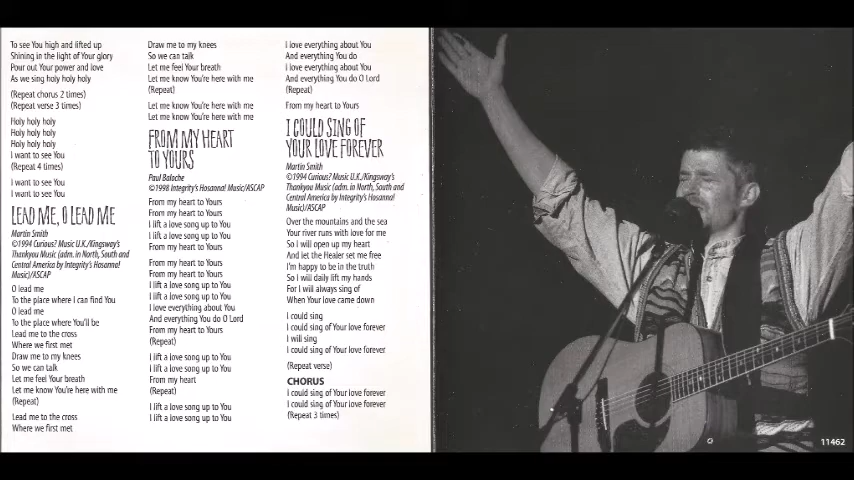 To see You high and lifted up
Shining in the light of Your glory
Pour out Your power and love
As we sing holy holy holy
(Repeat chorus 2 times)
(Repeat verse 3 times)
Holy holy holy
Holy holy holy
Holy holy holy
I want to see You
(Repeat 4 times)
I want to see You
I want to see You
LEAD ME, O LEAD ME
Martin Smith
©1994 Curious? Music U.K./Kingsway's
Thankyou Music (adm. in North, South and
Central America by Integrity's Hosanna!
Music)/ASCAP
O lead me
To the place where I can find You
O lead me
To the place where You'll be
Lead me to the cross
Where we first met
Draw me to my knees
So we can talk
Let me feel Your breath
Let me know You're here with me
(Repeat)
Lead me to the cross
Where we first met
Draw me to my knees
So we can talk
Let me feel Your breath
Let me know You're here with me
(Repeat)
Let me know You're here with me
Let me know You're here with me
FROM MY HEART
TO YOURS
Paul Baloche
©1998 Integrity's Hosanna! Music/ASCAP
From my heart to Yours
From my heart to Yours
I lift a love song up to You
I lift a love song up to You
From my heart to Yours
From my heart to Yours
From my heart to Yours
I lift a love song up to You
I lift a love song up to You
I love everything about You
And everything You do O Lord
From my heart to Yours
(Repeat)
I lift a love song up to You
I lift a love song up to You
From my heart
(Repeat)
I lift a love song up to You
I lift a love song up to You
I love everything about You
And everything You do
I love everything about You
And everything You do O Lord
(Repeat)
From my heart to Yours
I COULD SING OF
YOUR LOVE FOREVER
Martin Smith
©1994 Curious? Music U.K./Kingsway's
Thankyou Music (adm. in North, South and
Central America by Integrity's Hosanna!
Music)/ASCAP
Over the mountains and the sea
Your river runs with love for me
So I will open up my heart
And let the Healer set me free
I'm happy to be in the truth
So I will daily lift my hands
For I will always sing of
When Your love came down
I could sing
I could sing of Your love forever
I will sing
I could sing of Your love forever
(Repeat verse)
CHORUS
I could sing of Your love forever
I could sing of Your love forever
(Repeat 3 times)
11462